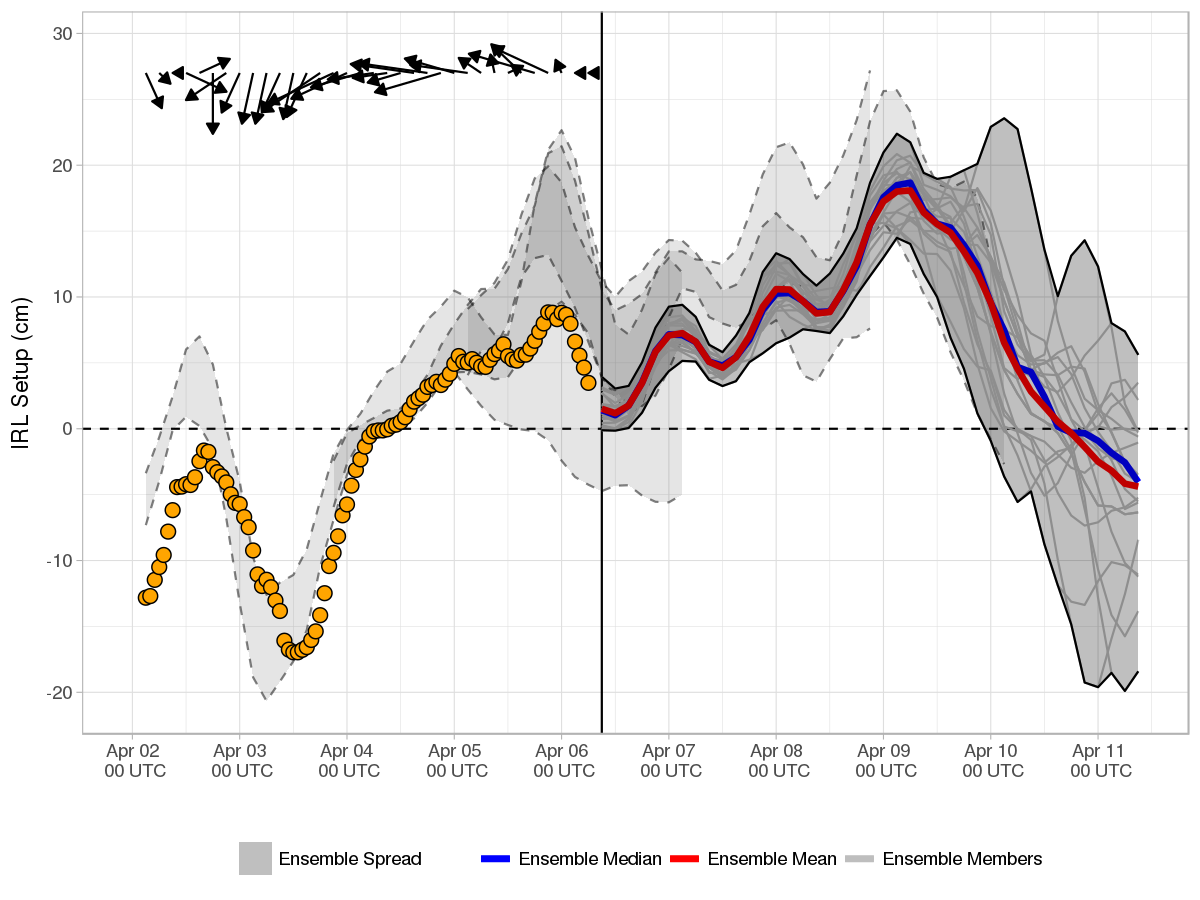 IRL Setup (cm)
30
20
10
0
-10
-20
Apr 02 Apr 03 Apr 04 Apr 05 Apr 06 Apr 07 Apr 08 Apr 09 Apr 10 Apr 11
00 UTC 00 UTC 00 UTC 00 UTC 00 UTC 00 UTC 00 UTC 00 UTC 00 UTC 00 UTC
Ensemble Spread Ensemble Median Ensemble Mean Ensemble Members